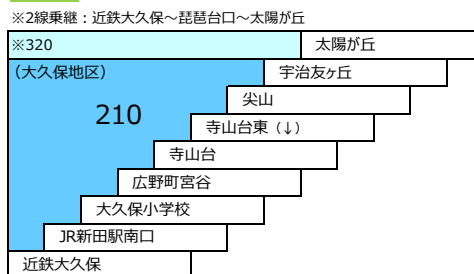 ※2線乗継：近鉄大久保～琵琶台口～太陽が丘
※320
太陽が丘
（大久保地区）
宇治友ヶ丘
尖山
210
寺山台東（↓）
寺山台
広野町宮谷
大久保小学校
JR新田駅南口
近鉄大久保